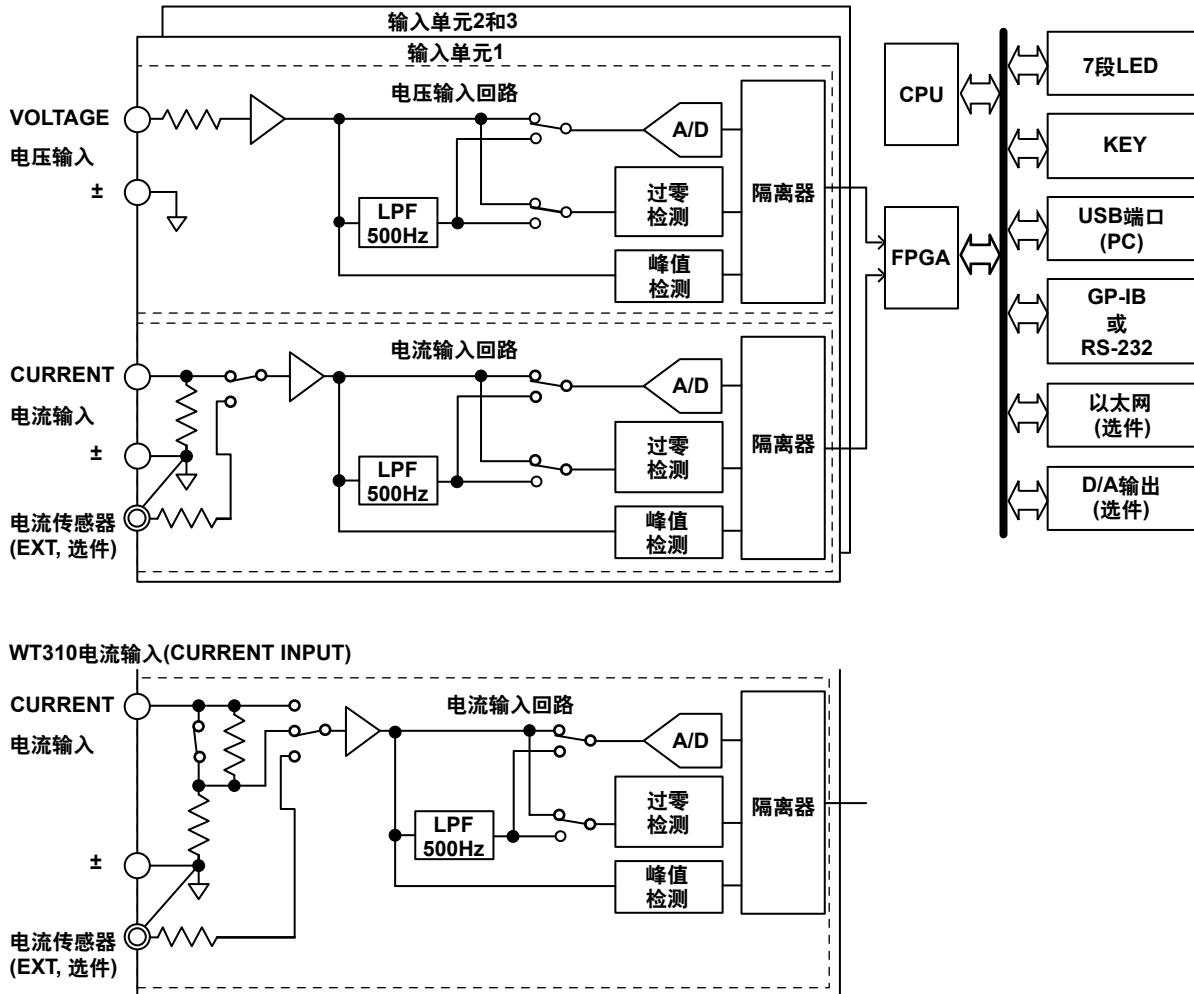 输入单元2和3
输入单元1
电压输入回路
VOLTAGE
电压输入
±
LPF
500Hz
A/D
过零
检测
峰值
检测
隔离器
CURRENT
电流输入
±
电流传感器
(EXT, 选件)
电流输入回路
LPF
500Hz
A/D
过零
检测
峰值
检测
隔离器
CPU
FPGA
7段LED
KEY
USB端口
(PC)
GP-IB
或
RS-232
以太网
(选件)
D/A输出
(选件)
WT310电流输入(CURRENT INPUT)
CURRENT
电流输入
±
电流传感器
(EXT, 选件)
电流输入回路
LPF
500Hz
A/D
过零
检测
峰值
检测
隔离器